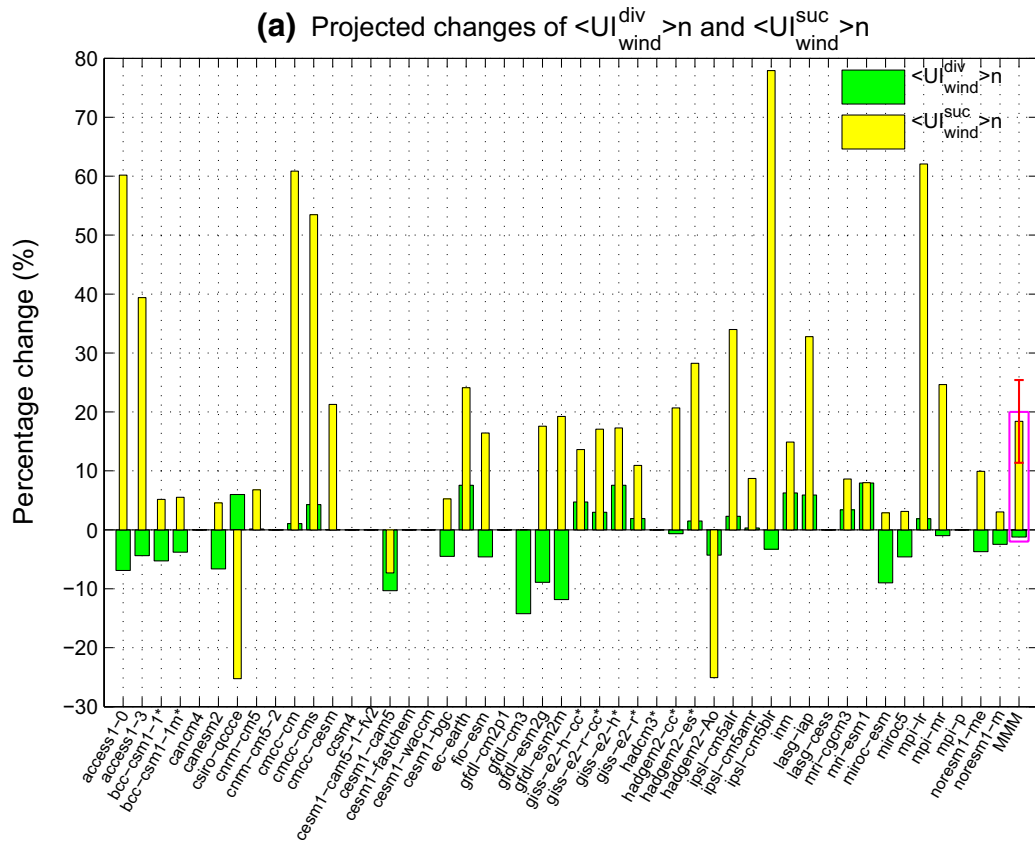 (a) Projected changes of <UI^div_wind>n and <UI^suc_wind>n
<UI^div_wind>n
<UI^suc_wind>n
Percentage change (%)
80
70
60
50
40
30
20
10
0
−10
−20
−30
access1−0
access1−3
bcc−csm1−1*
bcc−csm1−1m*
cancm4
canesm2
csiro−qccce
cnrm−cm5
cnrm−cm5−2
cmcc−cm
cmcc−cms
cmcc−cesm
ccsm4
cesm1−cam5−1−fv2
cesm1−cam5
cesm1−fastchem
cesm1−waccm
cesm1−bgc
ec−earth
fio−esm
gfdl−cm2p1
gfdl−cm3
gfdl−esm2g
gfdl−esm2m
giss−e2−h−cc*
giss−e2−r−cc*
giss−e2−h*
giss−e2−r*
hadcm3*
hadgem2−cc*
hadgem2−es*
hadgem2−Ao
ipsl−cm5alr
ipsl−cm5amr
ipsl−cm5blr
inm
lasg−iap
lasg−cess
mri−cgcm3
mri−esm1
miroc−esm
miroc5
mpi−lr
mpi−mr
mpi−p
noresm1−me
noresm1−m
MMM